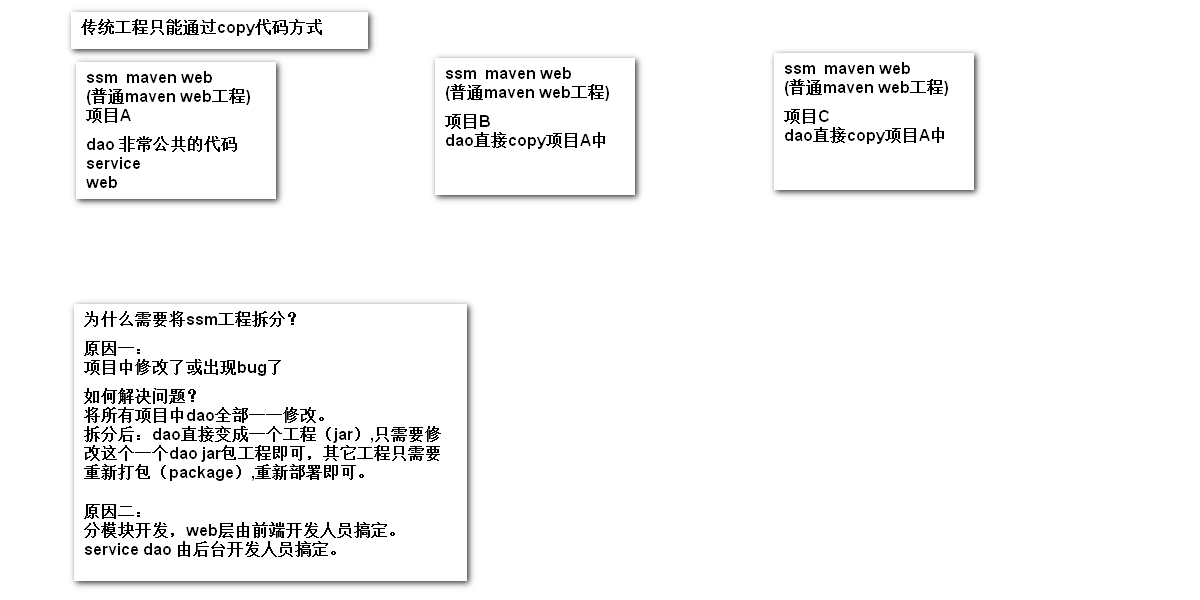 传统工程只能通过copy代码方式
ssm  maven web
(普通maven web工程)
项目A
dao 非常公共的代码
service
web
ssm  maven web
(普通maven web工程)
项目B
dao直接copy项目A中
ssm  maven web
(普通maven web工程)
项目C
dao直接copy项目A中
为什么需要将ssm工程拆分？
原因一：
项目中修改了或出现bug了
如何解决问题？
将所有项目中dao全部一一修改。
拆分后：dao直接变成一个工程（jar）,只需要修
改这个一个dao jar包工程即可，其它工程只需要
重新打包（package）,重新部署即可。
原因二：
分模块开发，web层由前端开发人员搞定。
service dao 由后台开发人员搞定。